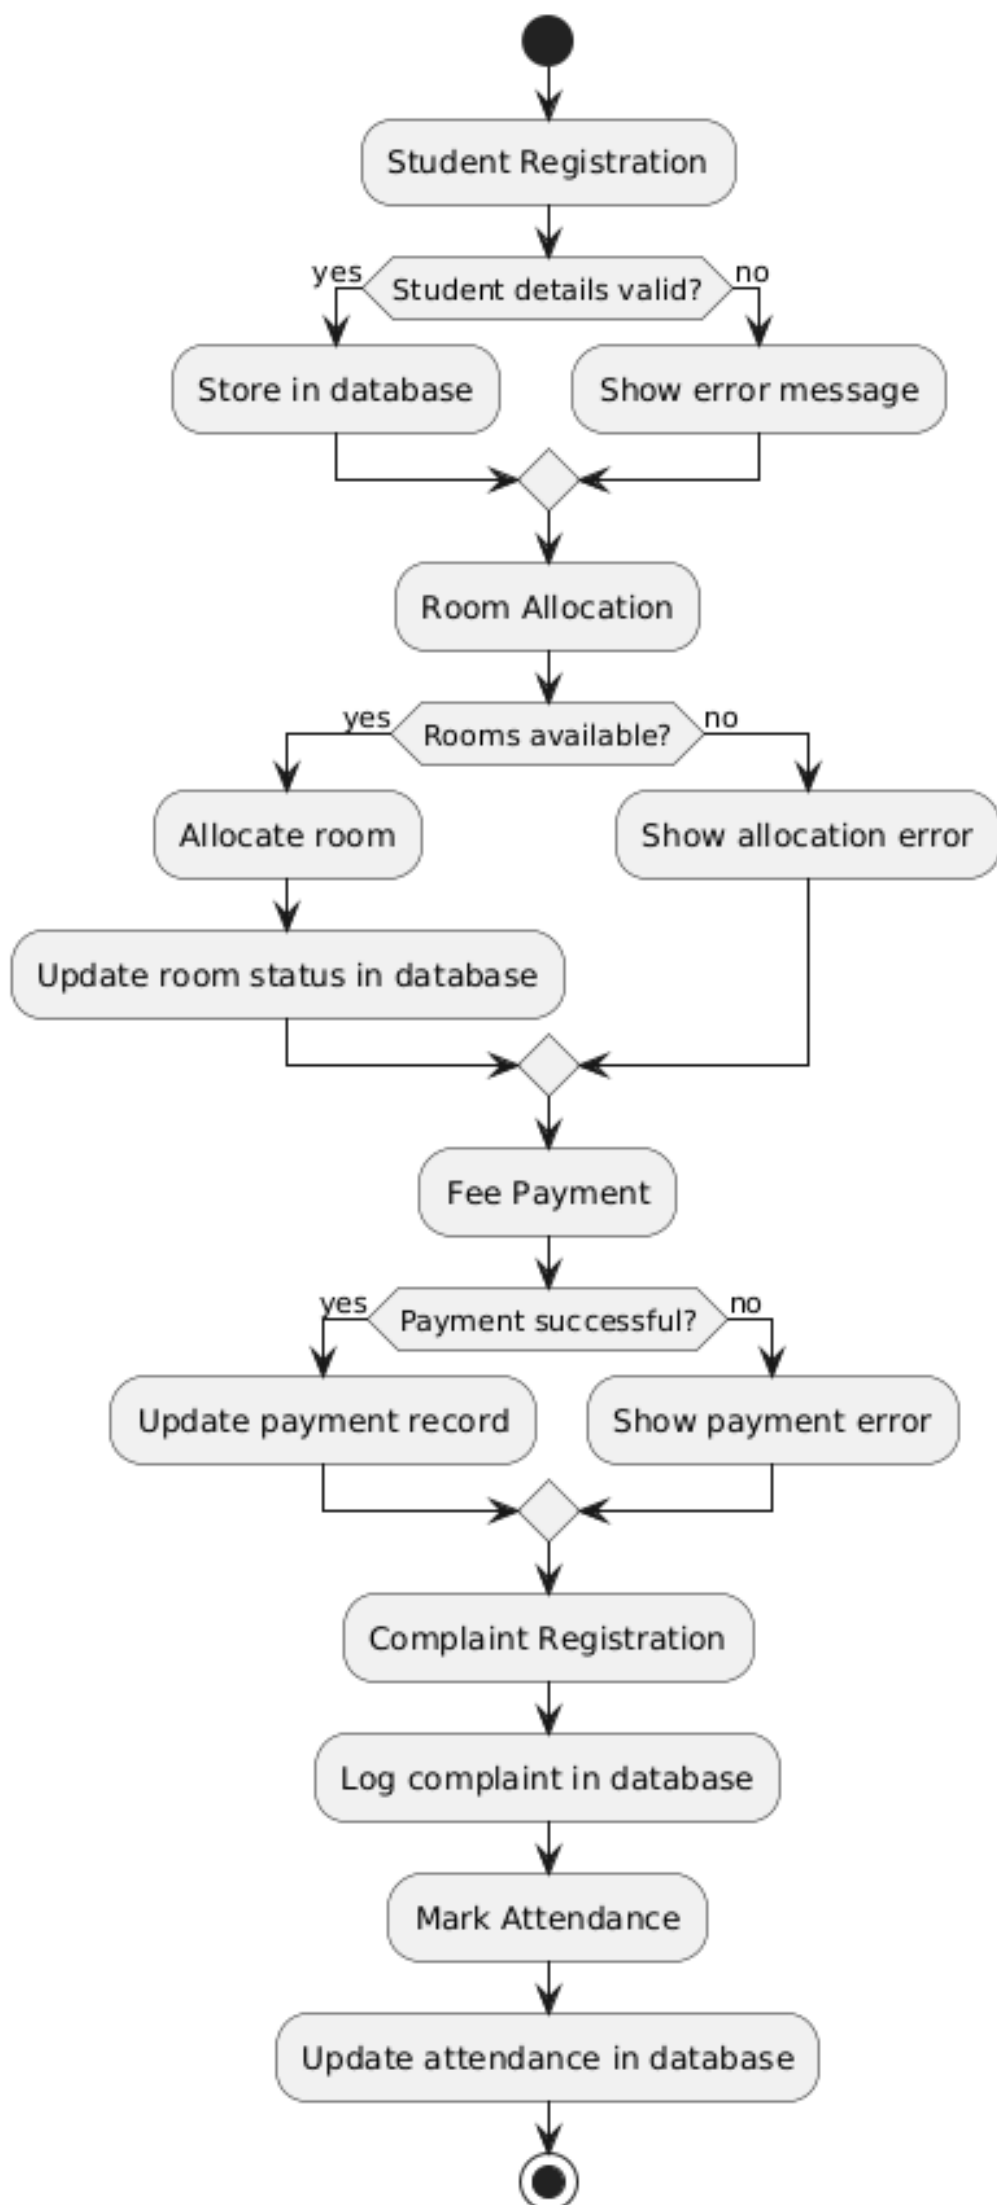 Student Registration
yes
Student details valid?
no
Store in database
Show error message
Room Allocation
yes
Rooms available?
no
Allocate room
Show allocation error
Update room status in database
Fee Payment
yes
Payment successful?
no
Update payment record
Show payment error
Complaint Registration
Log complaint in database
Mark Attendance
Update attendance in database